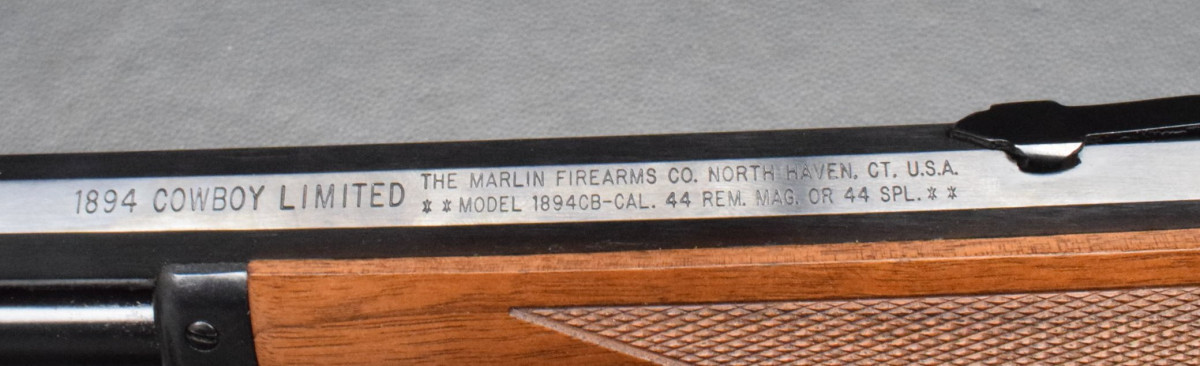 1894 COWBOY LIMITED
THE MARLIN FIREARMS CO. NORTH HAVEN, CT. U.S.A.
**MODEL 1894CB-CAL. 44 REM. MAG. OR 44 SPL.**